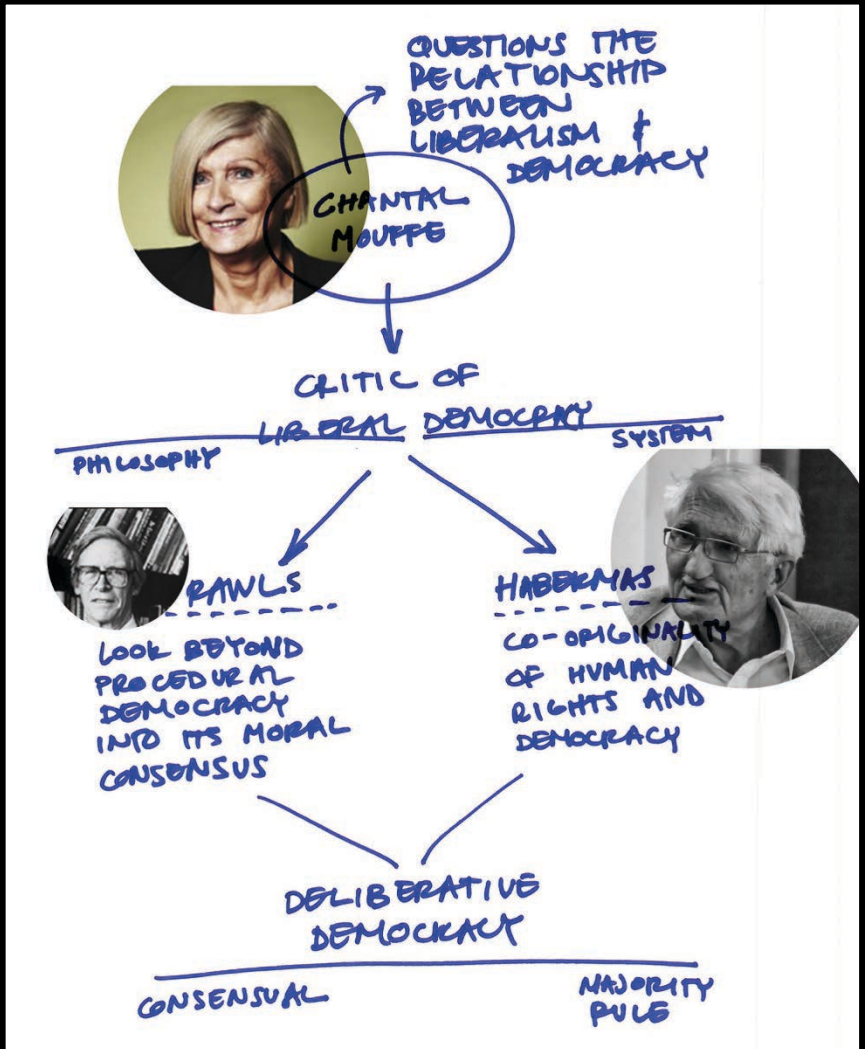 QUESTIONS THE
RELATIONSHIP
BETWEEN
LIBERALISM &
DEMOCRACY
CHANTAL
MOUFFE
CRITIC OF
LIBERAL DEMOCRAY
PHILOSOPHY
SYSTEM
RAWLS
LOOK BEYOND
PROCEDURAL
DEMOCRACY
INTO ITS MORAL
CONSENSUS
HABERMAS
CO-ORIGINALITY
OF HUMAN
RIGHTS AND
DEMOCRACY
DELIBERATIVE
DEMOCRACY
CONSENSUAL
MAJORITY
RULE